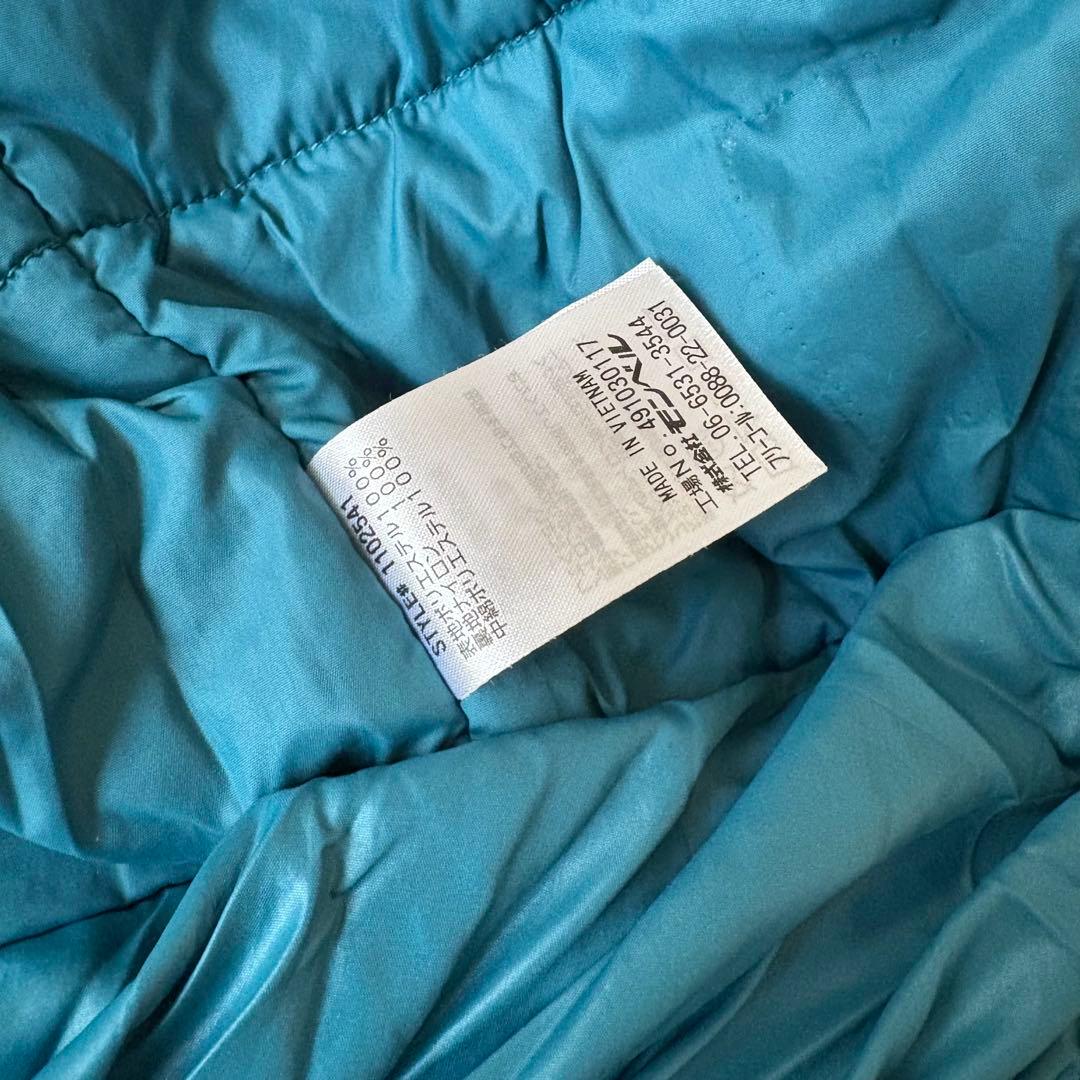 STYLE# 1102541
表地ポリエステル100%
裏地ナイロン100%
中綿ポリエステル100%
MADE IN VIETNAM
工場No.491030117
株式会社モンベル
TEL.06-6531-3544
フリーコール:0088-22-0031